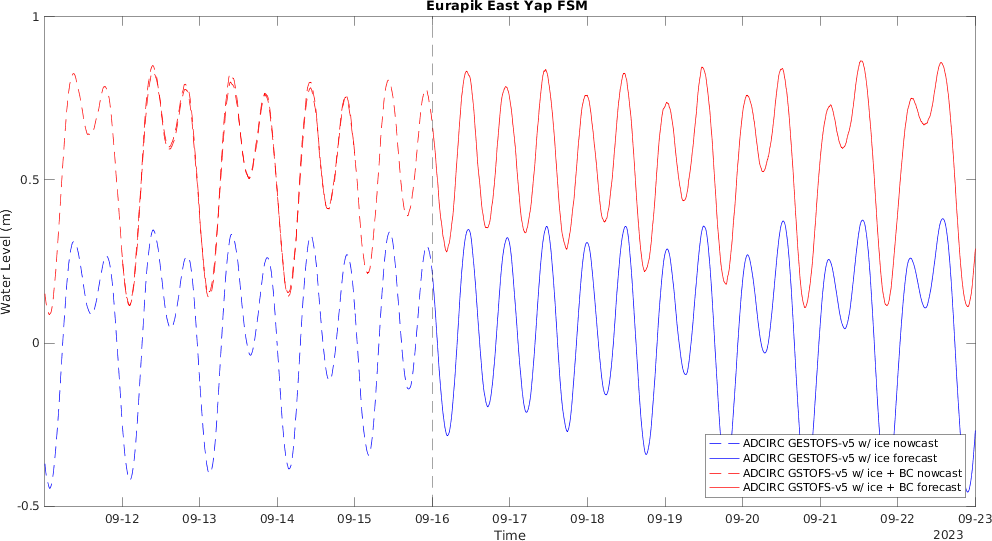 Eurapik East Yap FSM
1
0.5
0
-0.5
Water Level (m)
ADCIRC GESTOFS-v5 w/ ice nowcast
ADCIRC GESTOFS-v5 w/ ice forecast
ADCIRC GSTOFS-v5 w/ ice + BC nowcast
ADCIRC GSTOFS-v5 w/ ice + BC forecast
09-12 09-13 09-14 09-15 09-16 09-17 09-18 09-19 09-20 09-21 09-22 09-23
Time 2023